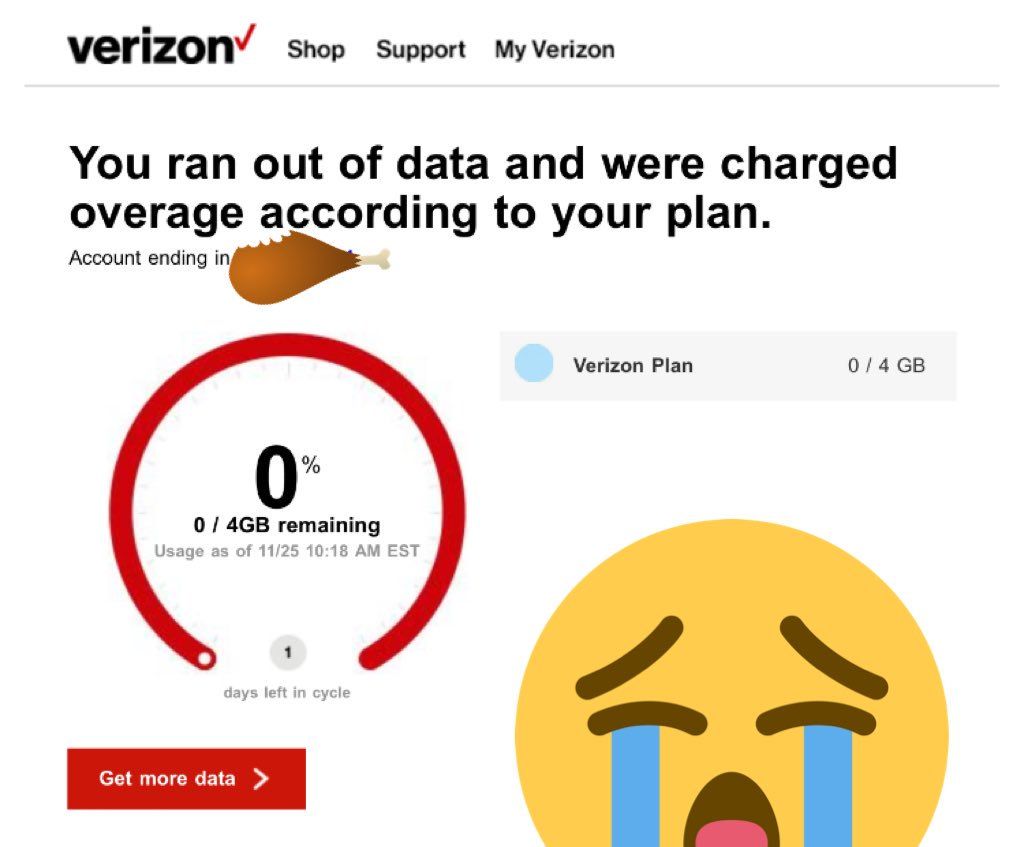 verizon Shop Support My Verizon
You ran out of data and were charged
overage according to your plan.
Account ending in
Verizon Plan 0 / 4 GB
0%
0 / 4GB remaining
Usage as of 11/25 10:18 AM EST
1
days left in cycle
Get more data